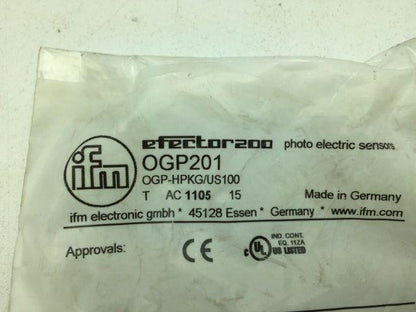 ifm
efector200 photo electric sensors
OGP201
OGP-HPKG/US100
T AC 1105 15 Made in Germany
ifm electronic gmbh * 45128 Essen * Germany * www.ifm.com
Approvals: CE c UL US LISTED
IND. CONT.
EQ. 11ZA